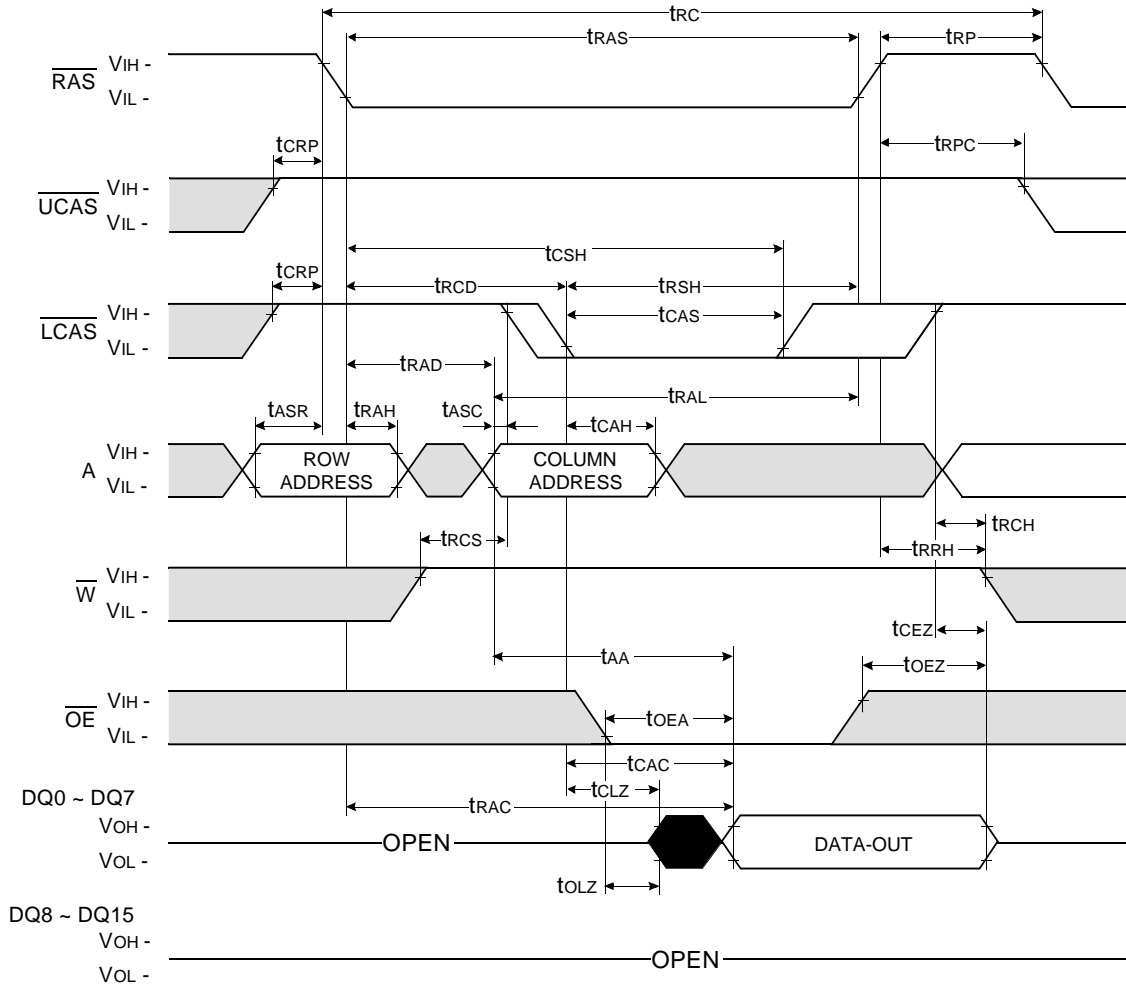 tRC
tRAS
tRP
RAS
VIH -
VIL -
tCRP
tRPC
UCAS
VIH -
VIL -
tCSH
tCRP
tRCD
tRSH
LCAS
VIH -
VIL -
tCAS
tRAD
tRAL
tASR
tRAH
tASC
tCAH
A
VIH -
VIL -
ROW
ADDRESS
COLUMN
ADDRESS
tRCS
tRCH
tRRH
W
VIH -
VIL -
tCEZ
tAA
tOEZ
OE
VIH -
VIL -
tOEA
tCAC
tCLZ
tRAC
DQ0 ~ DQ7
VOH -
VOL -
OPEN
DATA-OUT
tOLZ
DQ8 ~ DQ15
VOH -
VOL -
OPEN